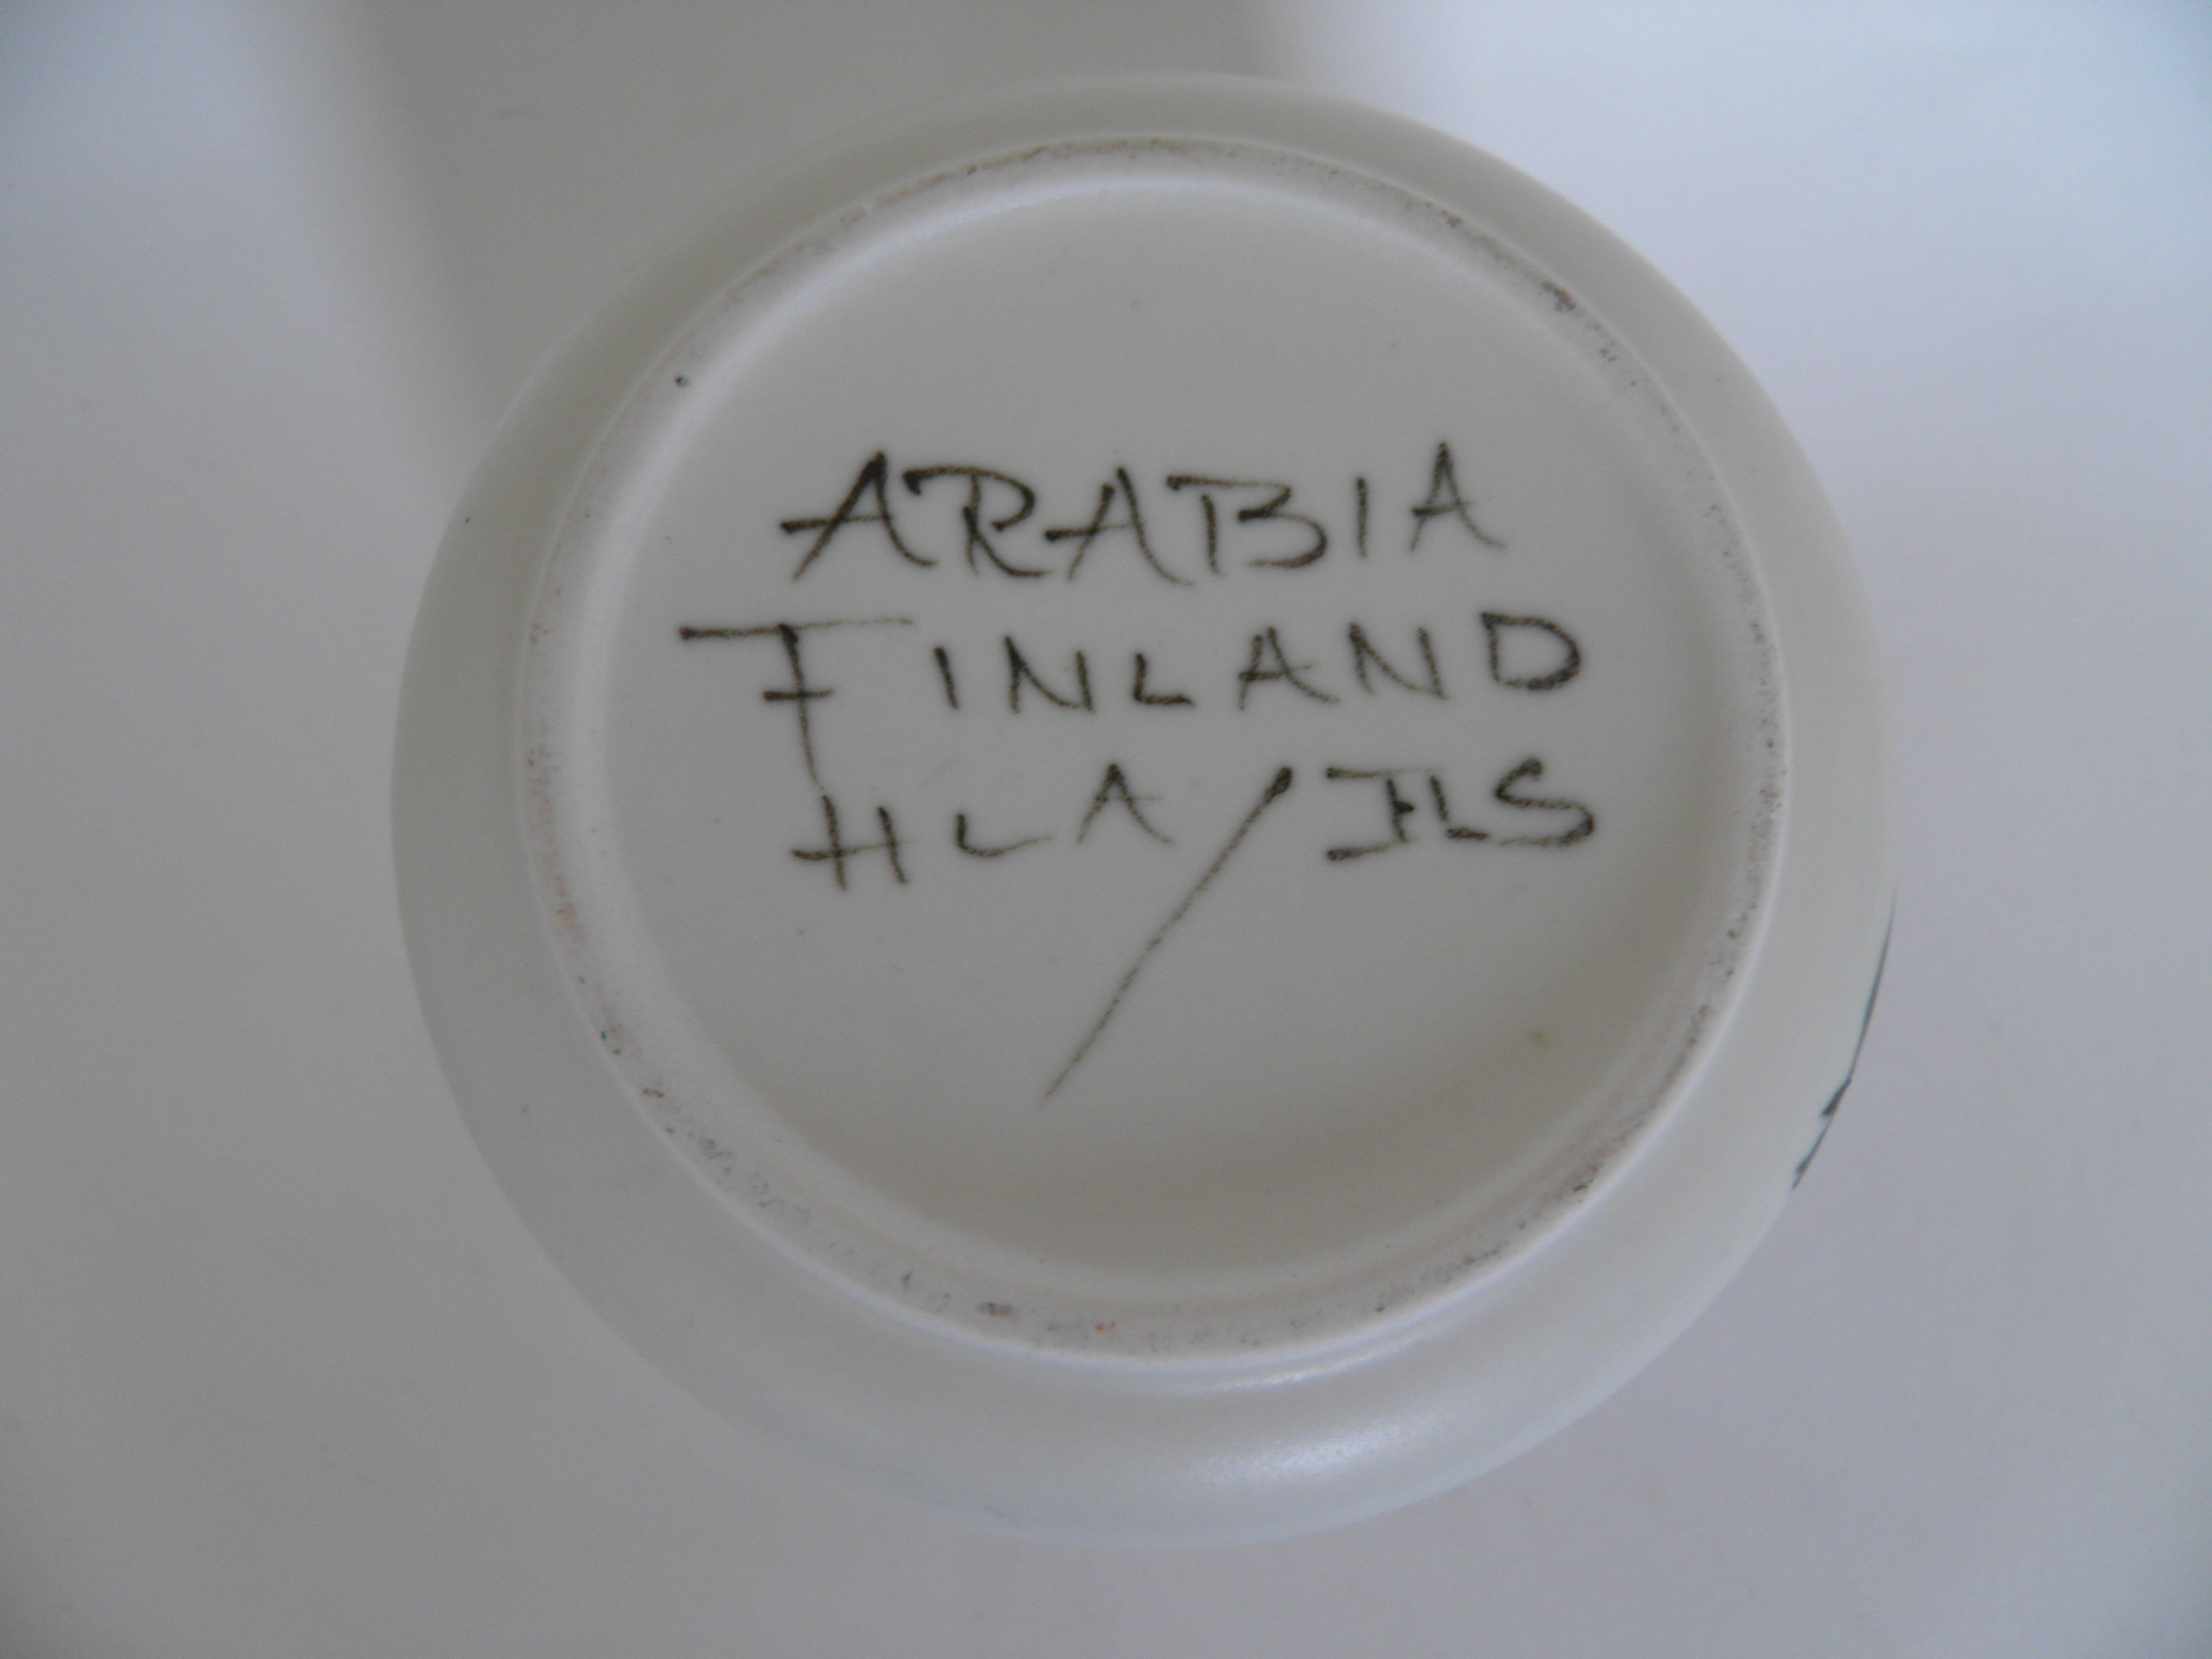 ARABIA
FINLAND
HLA / ILS